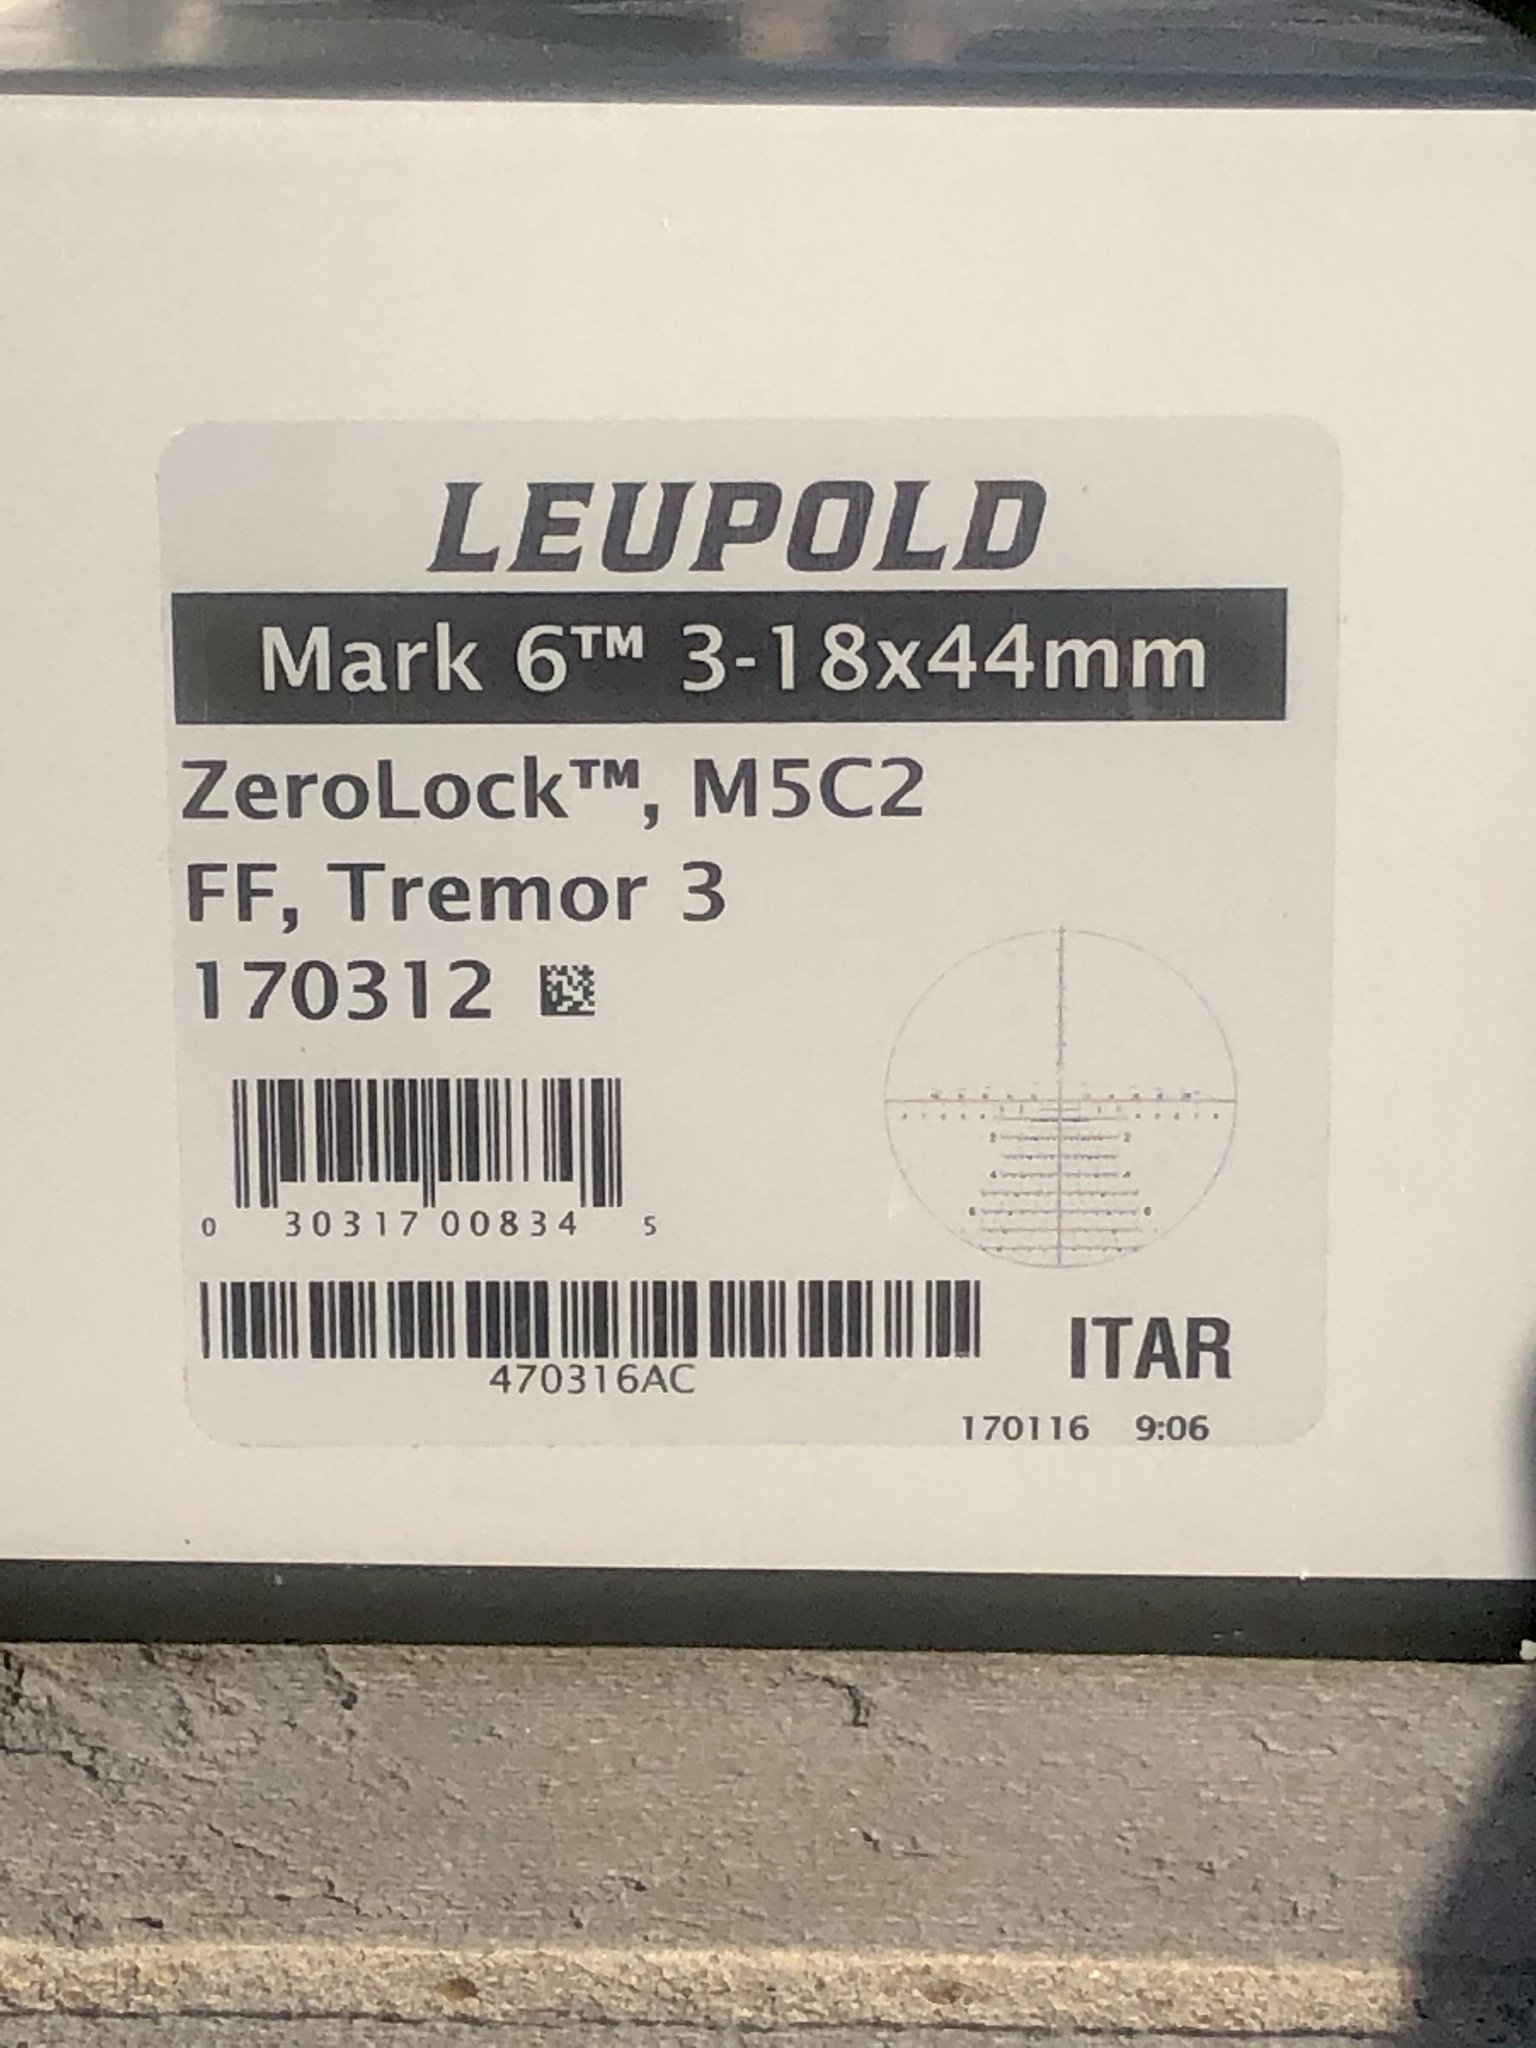 LEUPOLD
Mark 6™ 3-18x44mm
ZeroLock™, M5C2
FF, Tremor 3
170312
0 30317 00834 5
470316AC
ITAR
170116 9:06